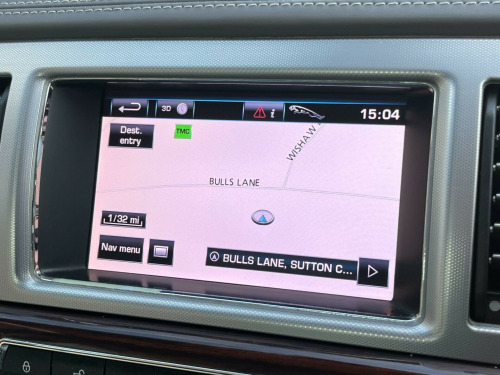 3D
i
15:04
Dest.
entry
TMC
WISHAW
BULLS LANE
1/32 mi
Nav menu
BULLS LANE, SUTTON C...